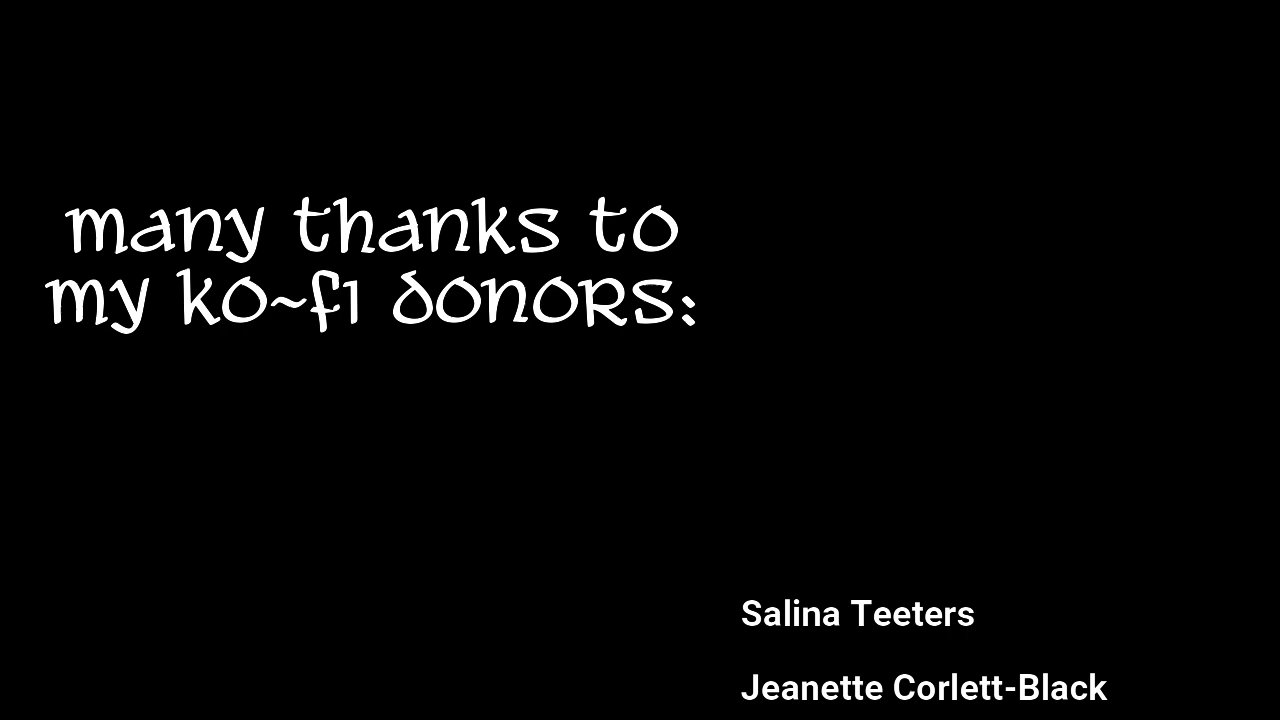 many thanks to
my ko~fi donors:
Salina Teeters
Jeanette Corlett-Black